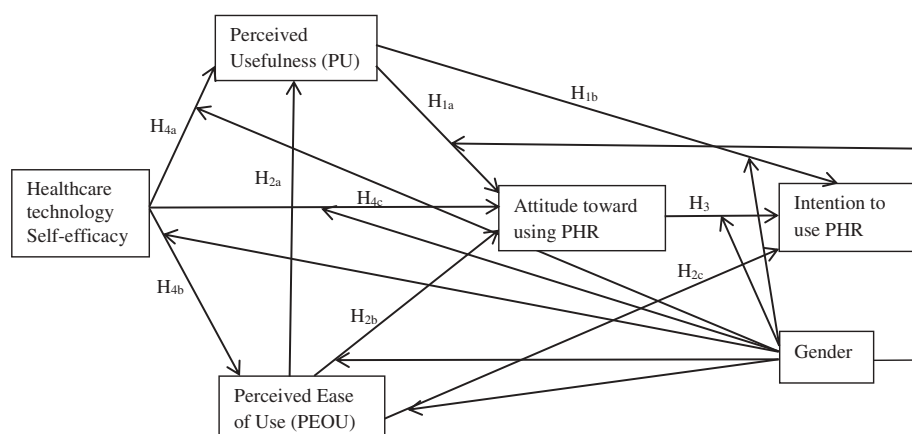 Perceived
Usefulness (PU)
H1a
H1b
H4a
H2a
Healthcare
technology
Self-efficacy
H4c
Attitude toward
using PHR
H3
Intention to
use PHR
H4b
H2c
H2b
Gender
Perceived Ease
of Use (PEOU)